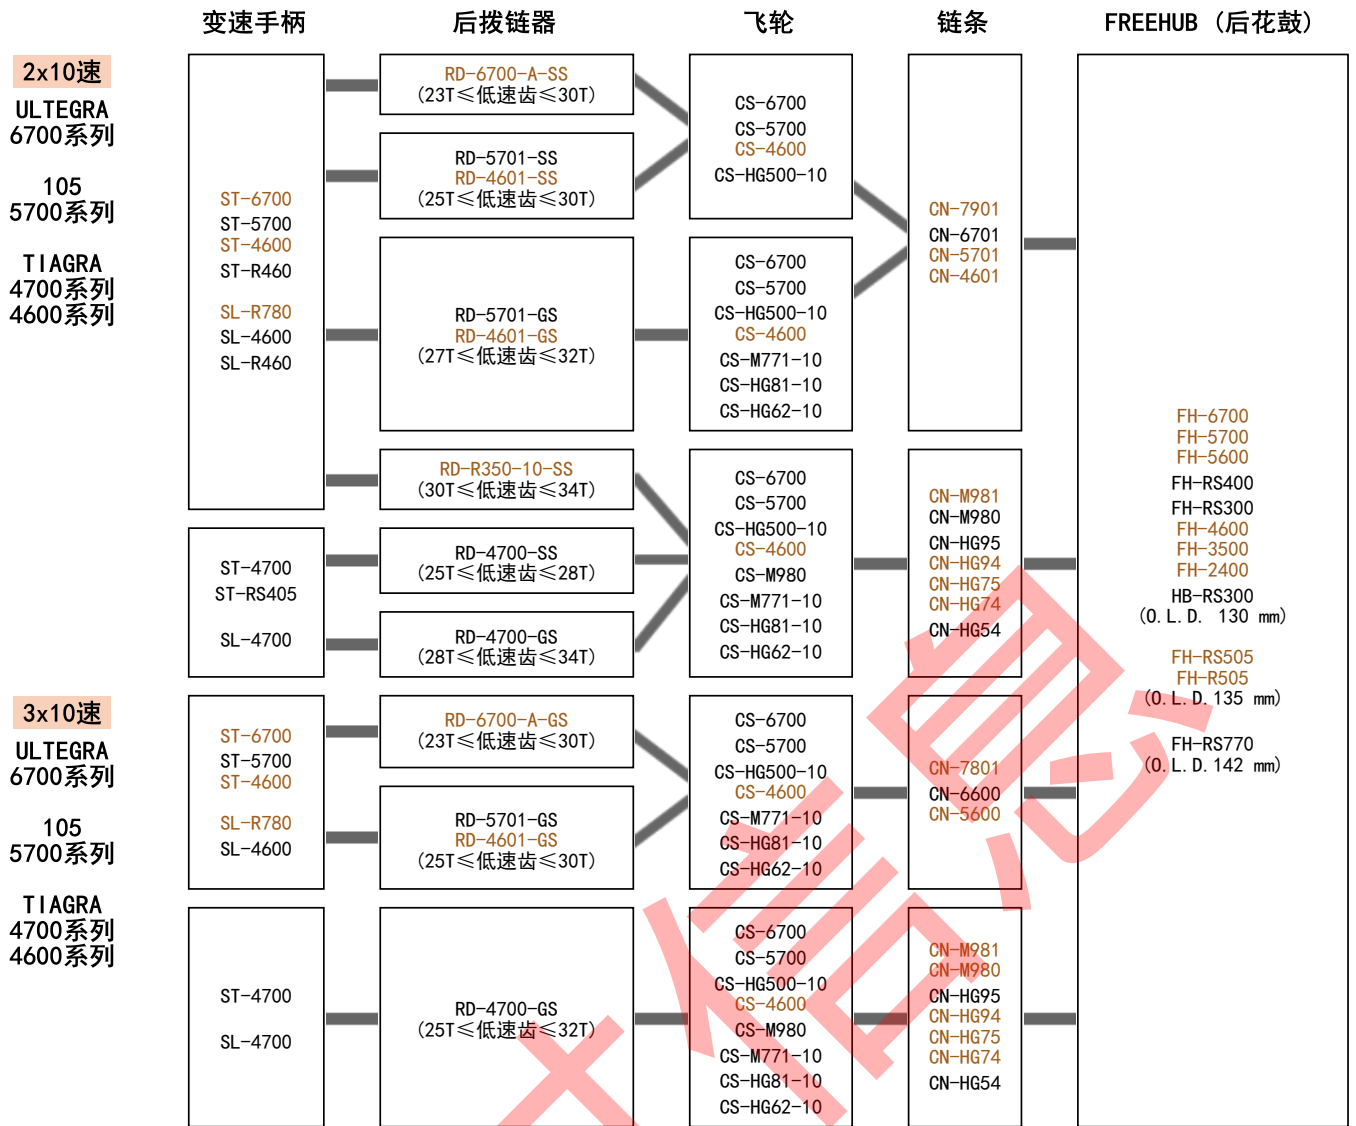 变速手柄
后拨链器
飞轮
链条
FREEHUB (后花鼓)
2x10速
ULTEGRA
6700系列
105
5700系列
TIAGRA
4700系列
4600系列
ST-6700
ST-5700
ST-4600
ST-R460
SL-R780
SL-4600
SL-R460
RD-6700-A-SS
(23T≤低速齿≤30T)
RD-5701-SS
RD-4601-SS
(25T≤低速齿≤30T)
RD-5701-GS
RD-4601-GS
(27T≤低速齿≤32T)
CS-6700
CS-5700
CS-4600
CS-HG500-10
CS-6700
CS-5700
CS-HG500-10
CS-4600
CS-M771-10
CS-HG81-10
CS-HG62-10
CN-7901
CN-6701
CN-5701
CN-4601
RD-R350-10-SS
(30T≤低速齿≤34T)
ST-4700
ST-RS405
SL-4700
RD-4700-SS
(25T≤低速齿≤28T)
RD-4700-GS
(28T≤低速齿≤34T)
CS-6700
CS-5700
CS-HG500-10
CS-4600
CS-M980
CS-M771-10
CS-HG81-10
CS-HG62-10
CN-M981
CN-M980
CN-HG95
CN-HG94
CN-HG75
CN-HG74
CN-HG54
3x10速
ULTEGRA
6700系列
105
5700系列
TIAGRA
4700系列
4600系列
ST-6700
ST-5700
ST-4600
SL-R780
SL-4600
RD-6700-A-GS
(23T≤低速齿≤30T)
RD-5701-GS
RD-4601-GS
(25T≤低速齿≤30T)
CS-6700
CS-5700
CS-HG500-10
CS-4600
CS-M771-10
CS-HG81-10
CS-HG62-10
CN-7801
CN-6600
CN-5600
ST-4700
SL-4700
RD-4700-GS
(25T≤低速齿≤32T)
CS-6700
CS-5700
CS-HG500-10
CS-4600
CS-M980
CS-M771-10
CS-HG81-10
CS-HG62-10
CN-M981
CN-M980
CN-HG95
CN-HG94
CN-HG75
CN-HG74
CN-HG54
FH-6700
FH-5700
FH-5600
FH-RS400
FH-RS300
FH-4600
FH-3500
FH-2400
HB-RS300
(O.L.D. 130 mm)
FH-RS505
FH-R505
(O.L.D.135 mm)
FH-RS770
(O.L.D.142 mm)
信息